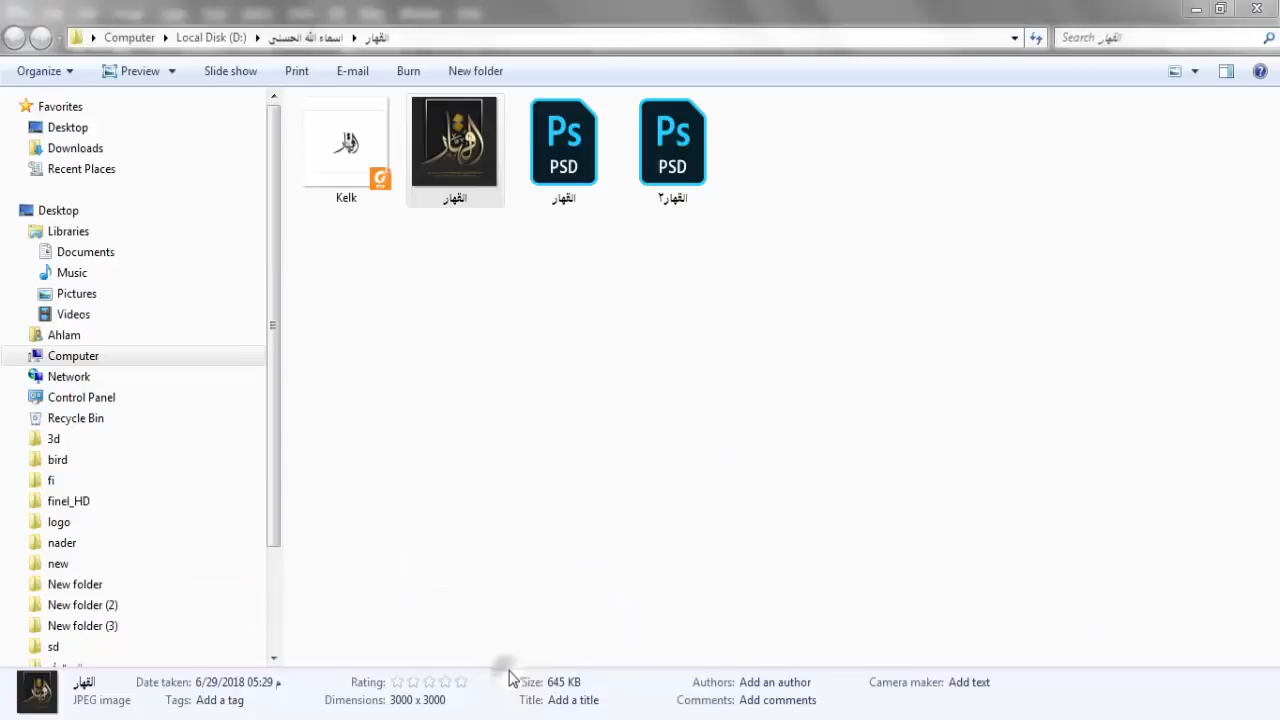 Computer ▸ Local Disk (D:) ▸ اسماء الله الحسنى ▸ القهار
Search القهار
Organize Preview Slide show Print E-mail Burn New folder
Favorites
Desktop
Downloads
Recent Places
Desktop
Libraries
Documents
Music
Pictures
Videos
Ahlam
Computer
Network
Control Panel
Recycle Bin
3d
bird
fi
finel_HD
logo
nader
new
New folder
New folder (2)
New folder (3)
sd
القهار
Ps Ps
PSD PSD
Kelk القهار القهار القهار٢
القهار Date taken: 6/29/2018 05:29 م Rating: Size: 645 KB Authors: Add an author Camera maker: Add text
JPEG image Tags: Add a tag Dimensions: 3000 x 3000 Title: Add a title Comments: Add comments